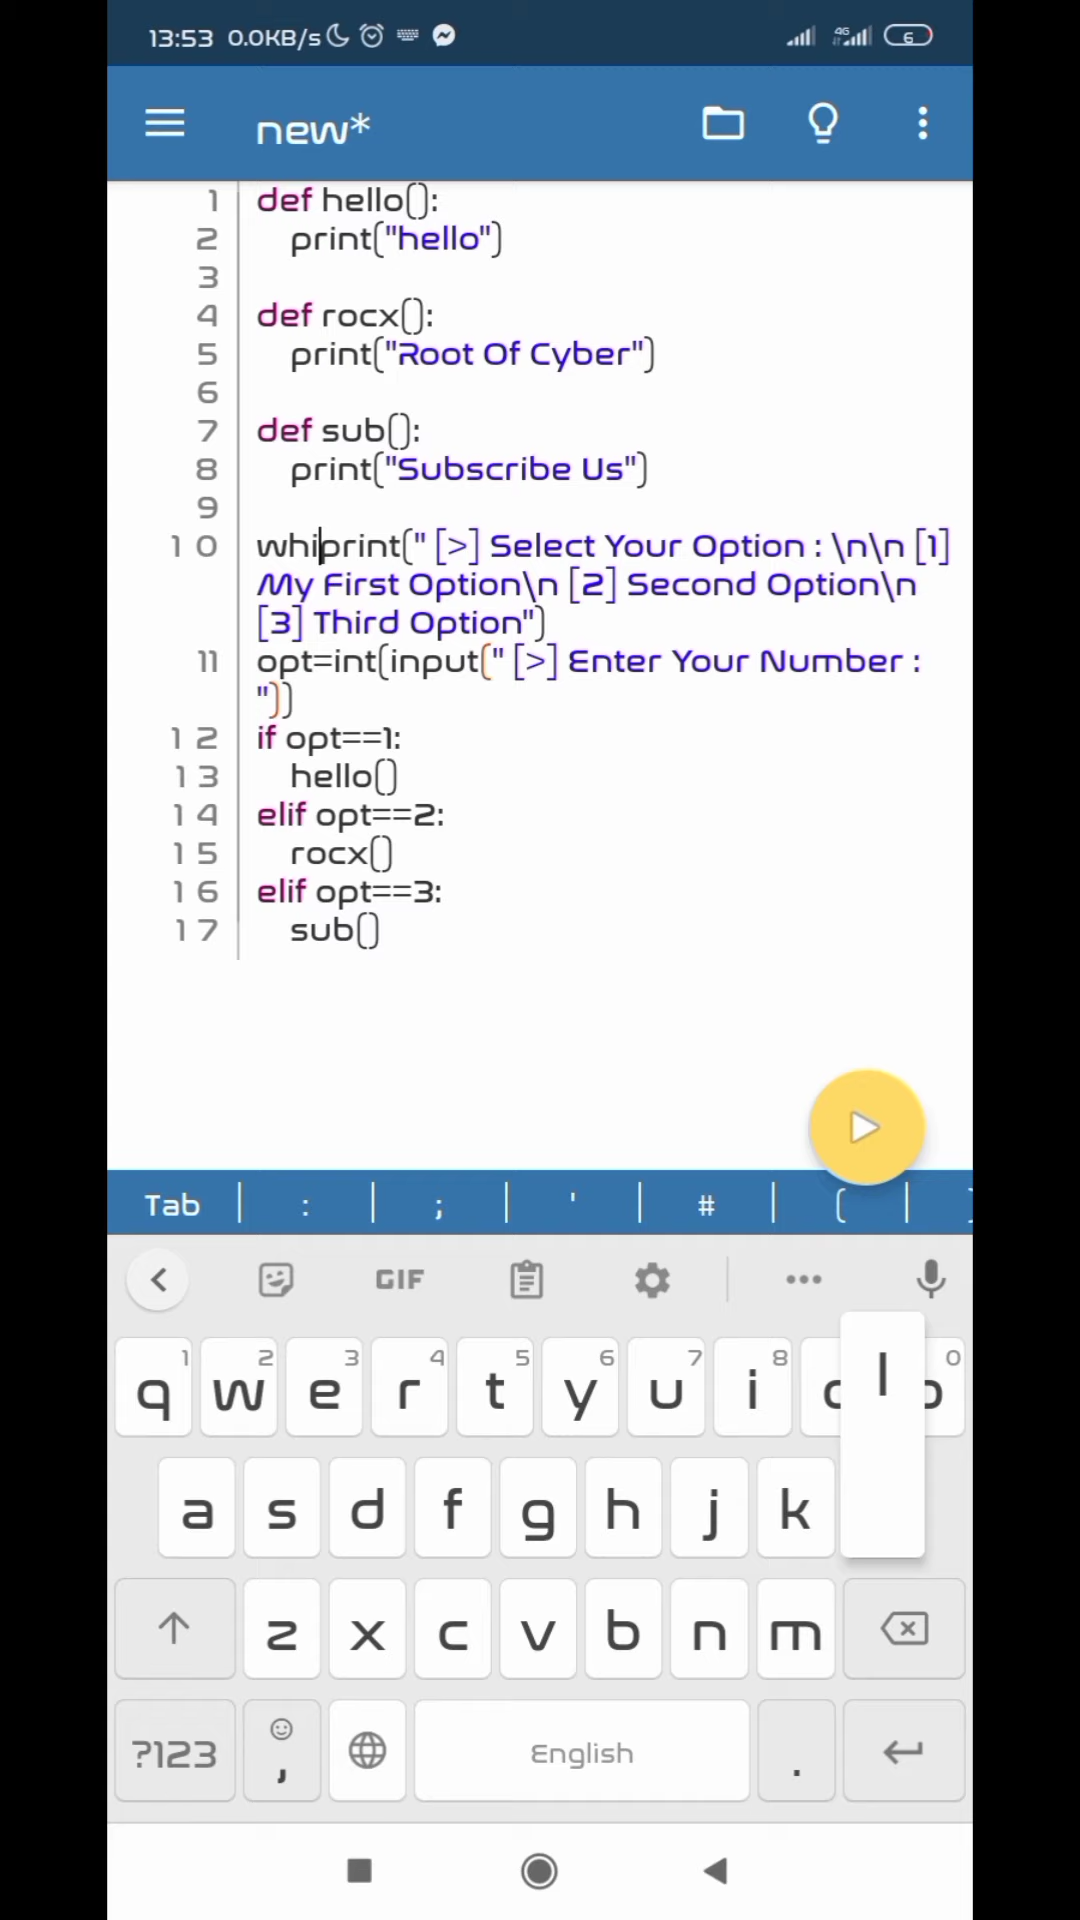 13:53 0.0KB/s 4G 6
new*
1 def hello():
2 print("hello")
3
4 def rocx():
5 print("Root Of Cyber")
6
7 def sub():
8 print("Subscribe Us")
9
10 whiprint(" [>] Select Your Option : \n\n [1]
My First Option\n [2] Second Option\n
[3] Third Option")
11 opt=int(input(" [>] Enter Your Number :
"))
12 if opt==1:
13 hello()
14 elif opt==2:
15 rocx()
16 elif opt==3:
17 sub()
Tab : ; ' # ( )
GIF
1 2 3 4 5 6 7 8 0
q w e r t y u i o p
l
a s d f g h j k
z x c v b n m
?123 , English .